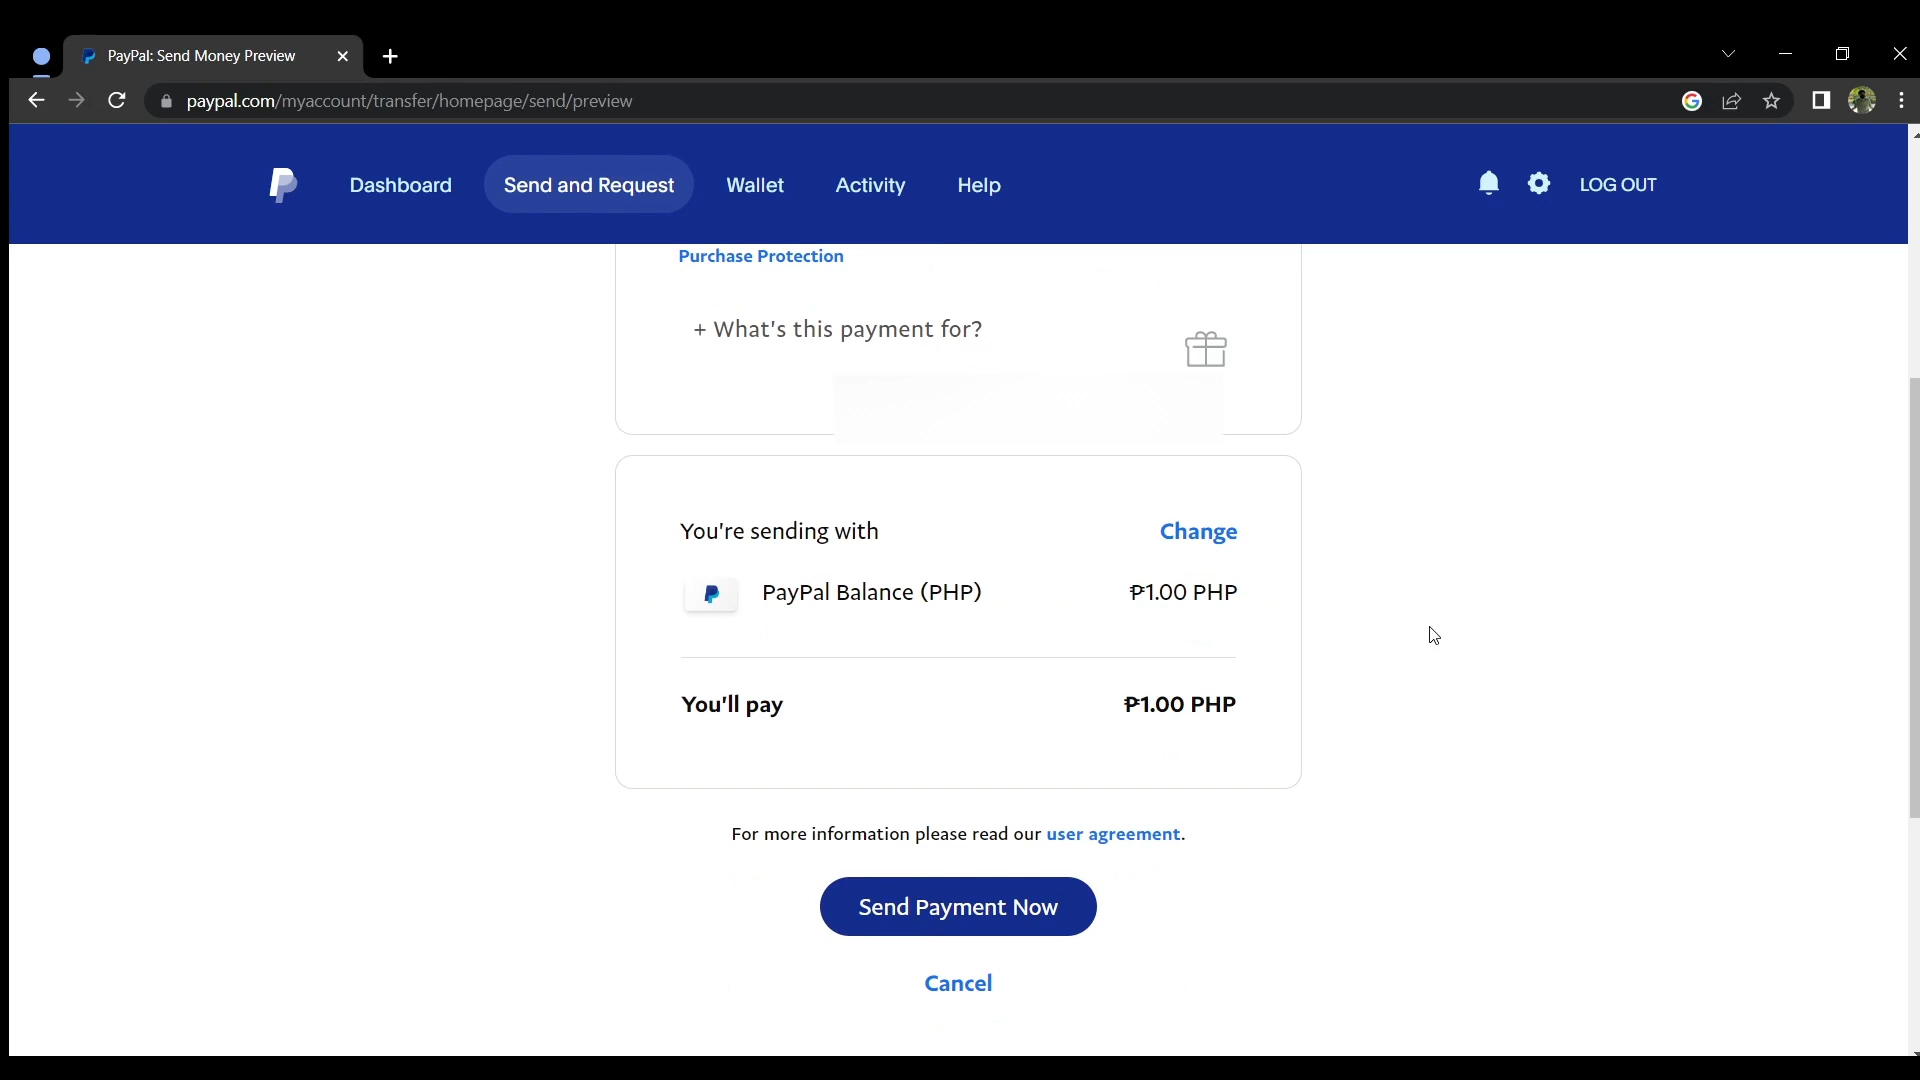 PayPal: Send Money Preview
paypal.com/myaccount/transfer/homepage/send/preview
Dashboard Send and Request Wallet Activity Help LOG OUT
Purchase Protection
+ What's this payment for?
You're sending with Change
PayPal Balance (PHP) ₱1.00 PHP
You'll pay ₱1.00 PHP
For more information please read our user agreement.
Send Payment Now
Cancel